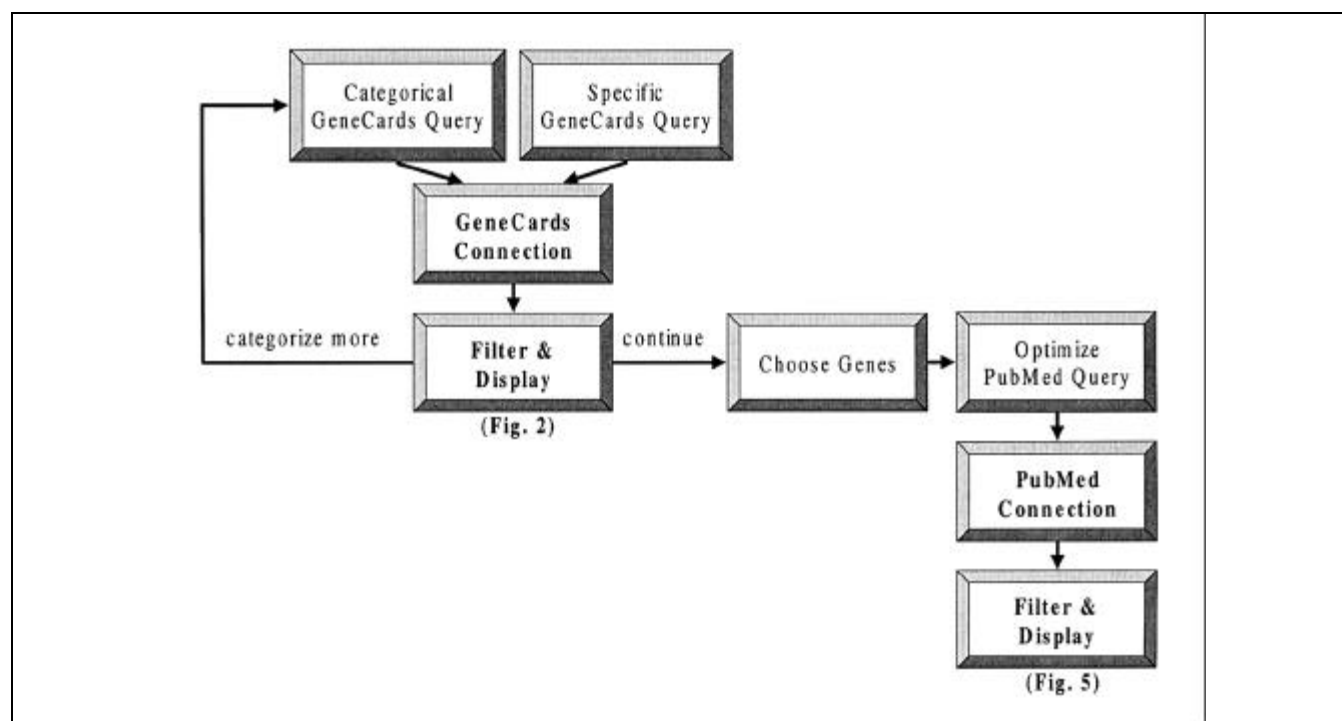 Categorical
GeneCards Query
Specific
GeneCards Query
GeneCards
Connection
categorize more
Filter &
Display
(Fig. 2)
continue
Choose Genes
Optimize
PubMed Query
PubMed
Connection
Filter &
Display
(Fig. 5)